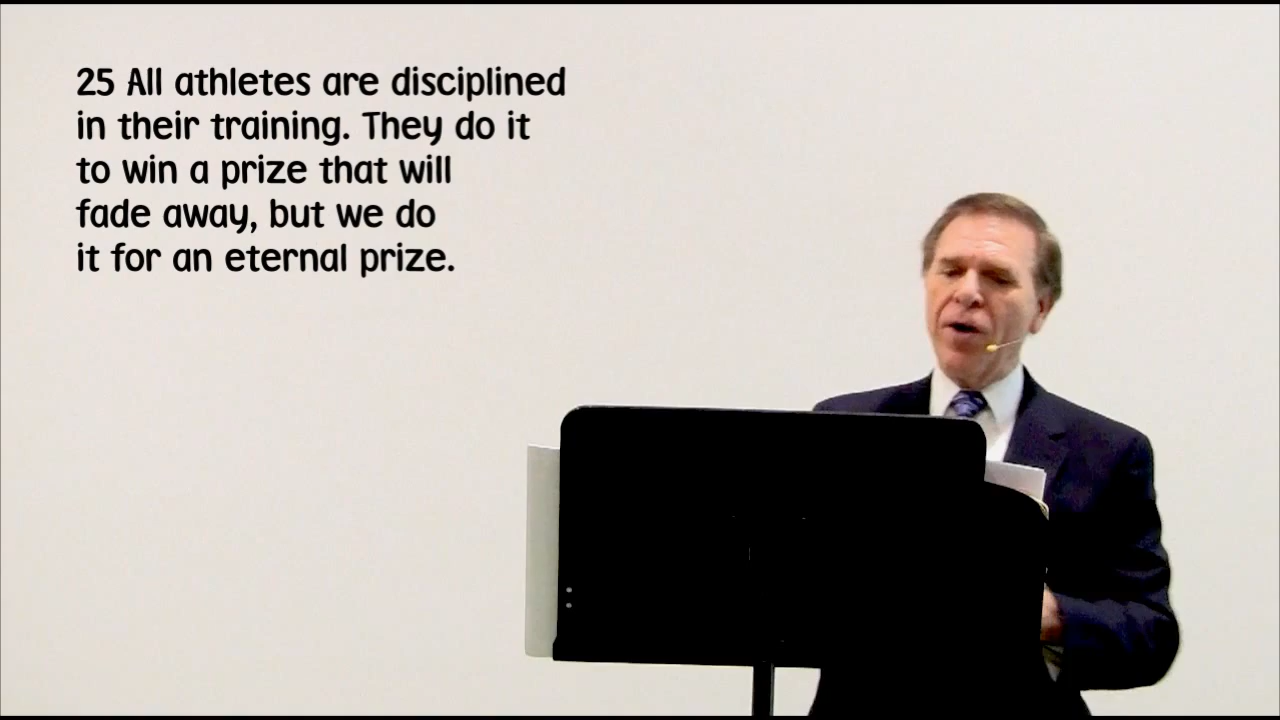 25 All athletes are disciplined
in their training. They do it
to win a prize that will
fade away, but we do
it for an eternal prize.